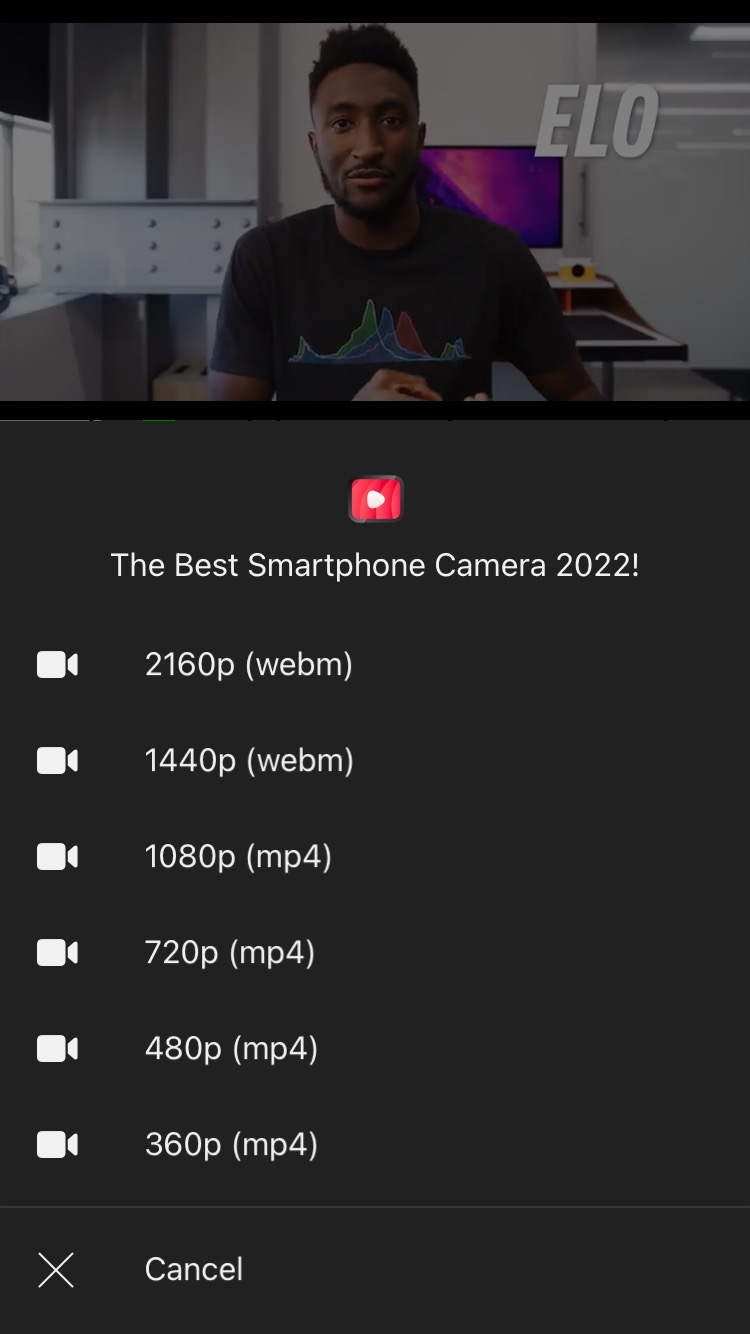 ELO
The Best Smartphone Camera 2022!
2160p (webm)
1440p (webm)
1080p (mp4)
720p (mp4)
480p (mp4)
360p (mp4)
Cancel